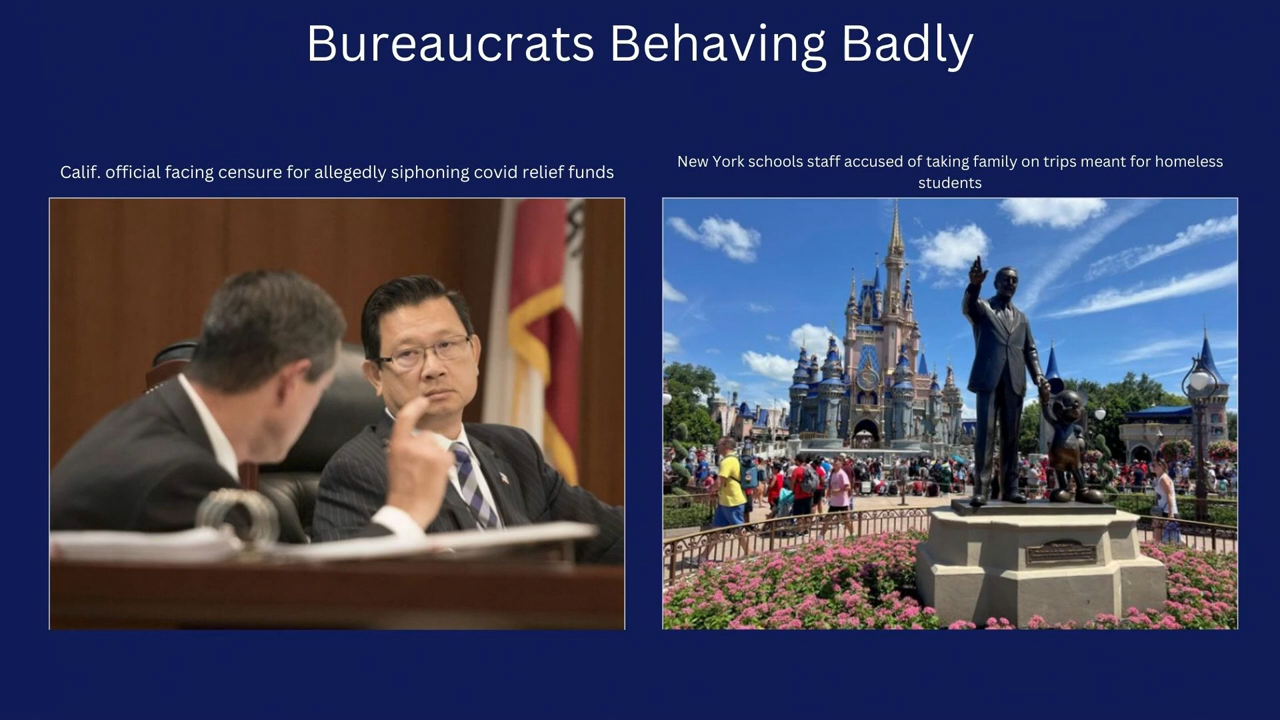 Bureaucrats Behaving Badly
Calif. official facing censure for allegedly siphoning covid relief funds
New York schools staff accused of taking family on trips meant for homeless
students